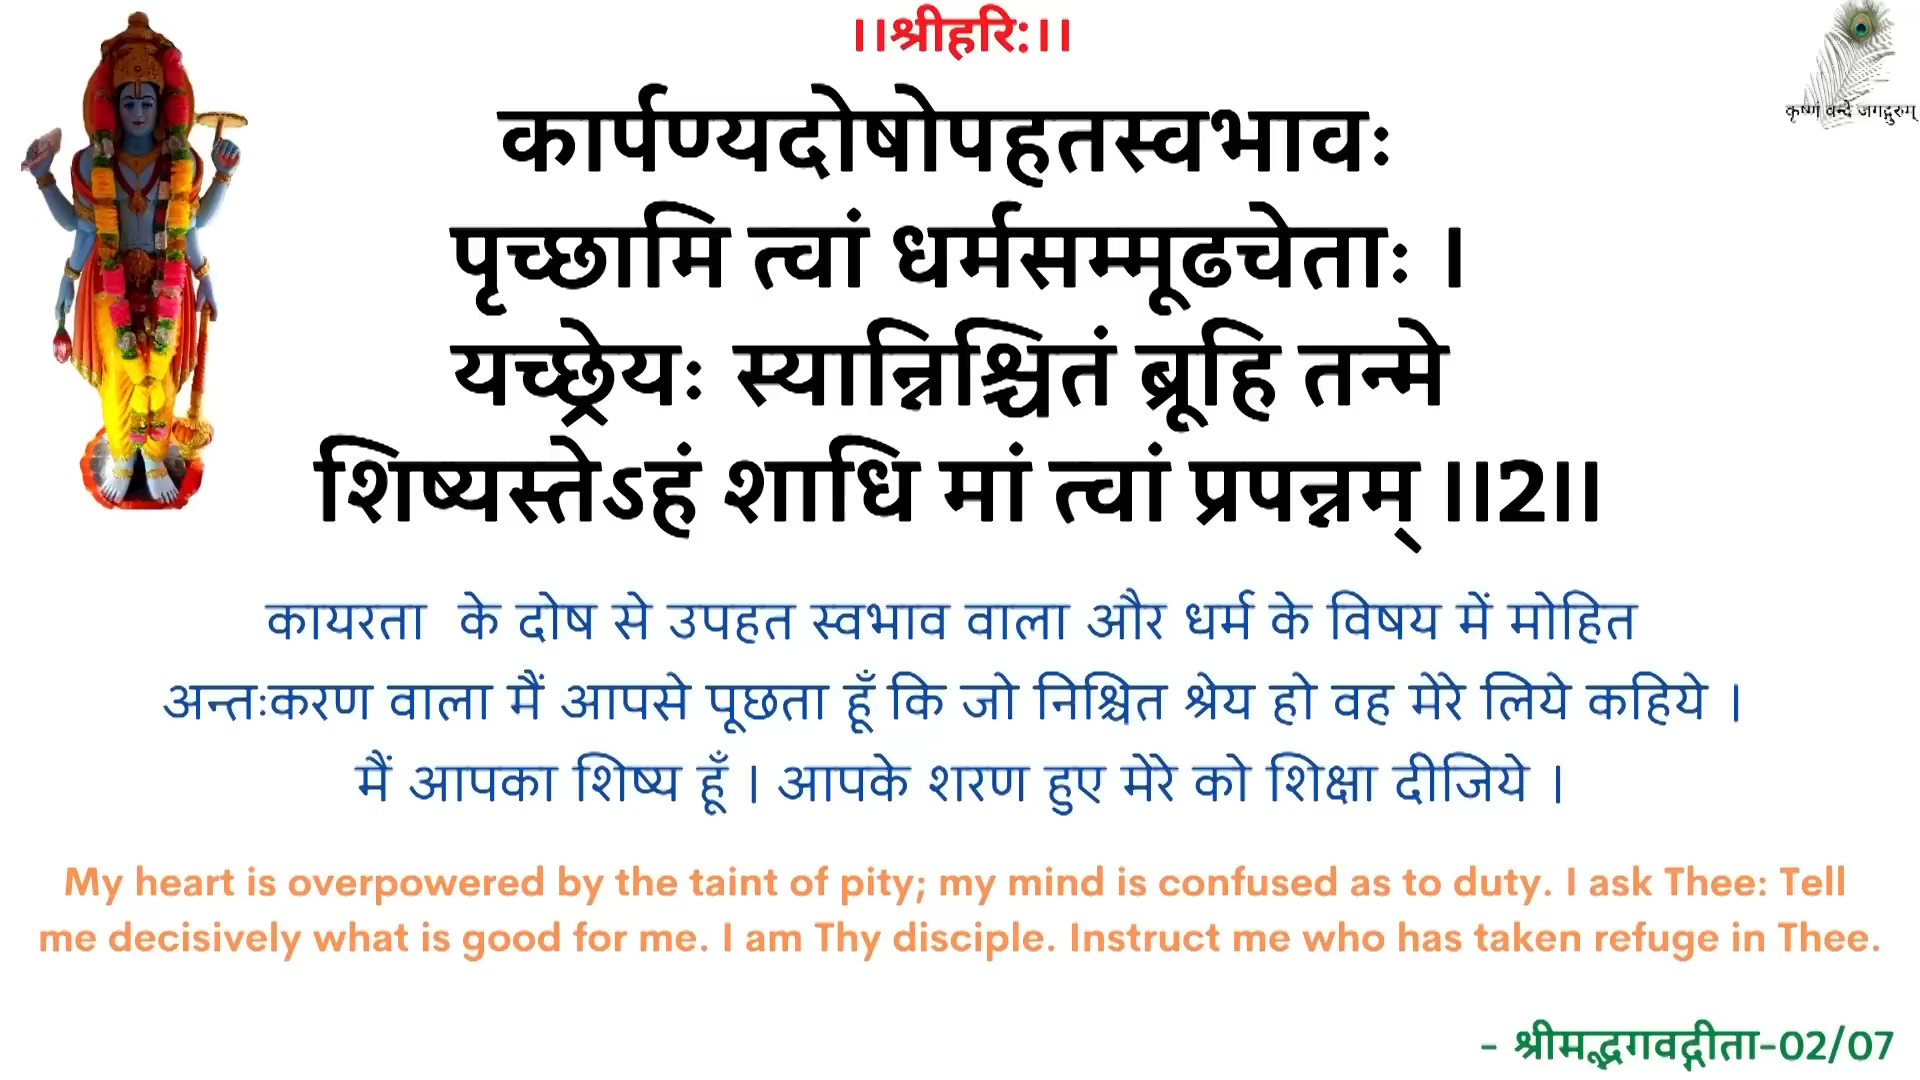 ।।श्रीहरि:।।
कृष्णं वन्दे जगद्गुरुम्
कार्पण्यदोषोपहतस्वभावः
पृच्छामि त्वां धर्मसम्मूढचेताः ।
यच्छ्रेयः स्यान्निश्चितं ब्रूहि तन्मे
शिष्यस्तेऽहं शाधि मां त्वां प्रपन्नम् ।।2।।
कायरता के दोष से उपहत स्वभाव वाला और धर्म के विषय में मोहित
अन्तःकरण वाला मैं आपसे पूछता हूँ कि जो निश्चित श्रेय हो वह मेरे लिये कहिये ।
मैं आपका शिष्य हूँ । आपके शरण हुए मेरे को शिक्षा दीजिये ।
My heart is overpowered by the taint of pity; my mind is confused as to duty. I ask Thee: Tell
me decisively what is good for me. I am Thy disciple. Instruct me who has taken refuge in Thee.
- श्रीमद्भगवद्गीता-02/07